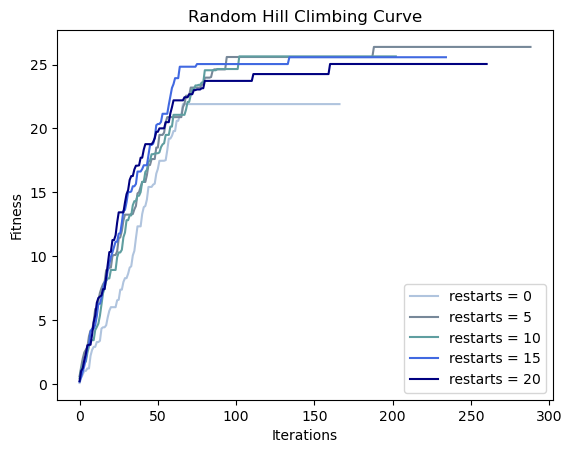 Random Hill Climbing Curve
Fitness
25
20
15
10
5
0
restarts = 0
restarts = 5
restarts = 10
restarts = 15
restarts = 20
0 50 100 150 200 250 300
Iterations